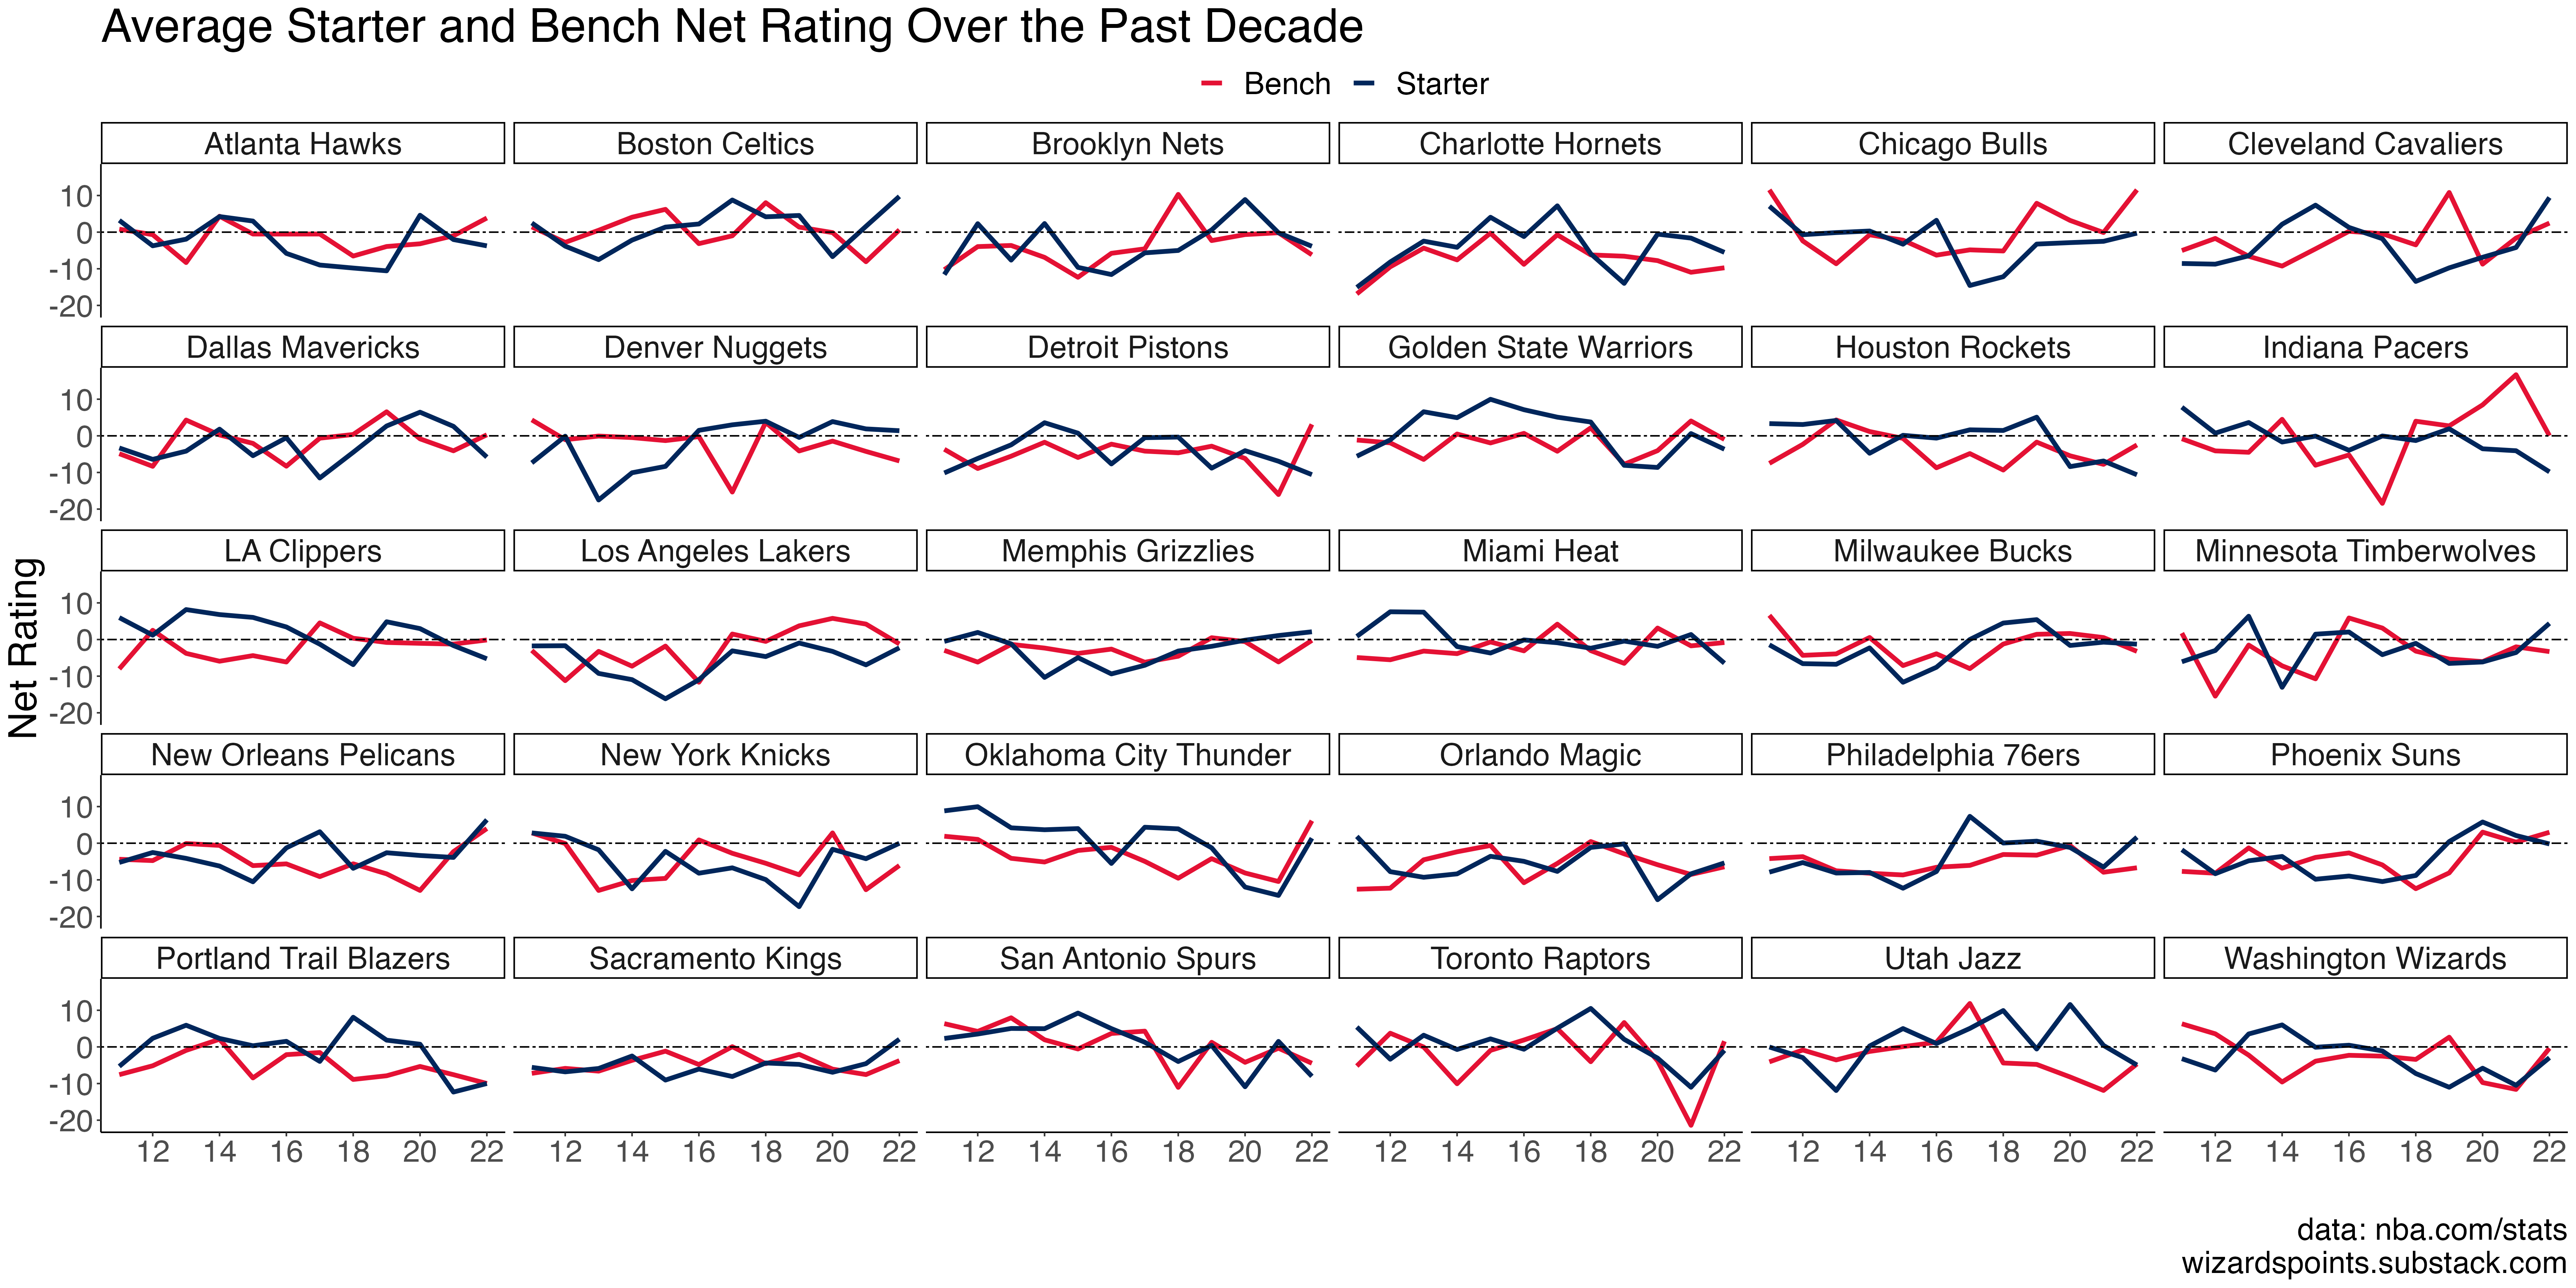 Average Starter and Bench Net Rating Over the Past Decade
Bench Starter
Atlanta Hawks Boston Celtics Brooklyn Nets Charlotte Hornets Chicago Bulls Cleveland Cavaliers
10
0
-10
-20
Dallas Mavericks Denver Nuggets Detroit Pistons Golden State Warriors Houston Rockets Indiana Pacers
10
0
-10
-20
Net Rating
LA Clippers Los Angeles Lakers Memphis Grizzlies Miami Heat Milwaukee Bucks Minnesota Timberwolves
10
0
-10
-20
New Orleans Pelicans New York Knicks Oklahoma City Thunder Orlando Magic Philadelphia 76ers Phoenix Suns
10
0
-10
-20
Portland Trail Blazers Sacramento Kings San Antonio Spurs Toronto Raptors Utah Jazz Washington Wizards
10
0
-10
-20
12 14 16 18 20 22 12 14 16 18 20 22 12 14 16 18 20 22 12 14 16 18 20 22 12 14 16 18 20 22 12 14 16 18 20 22
data: nba.com/stats
wizardspoints.substack.com